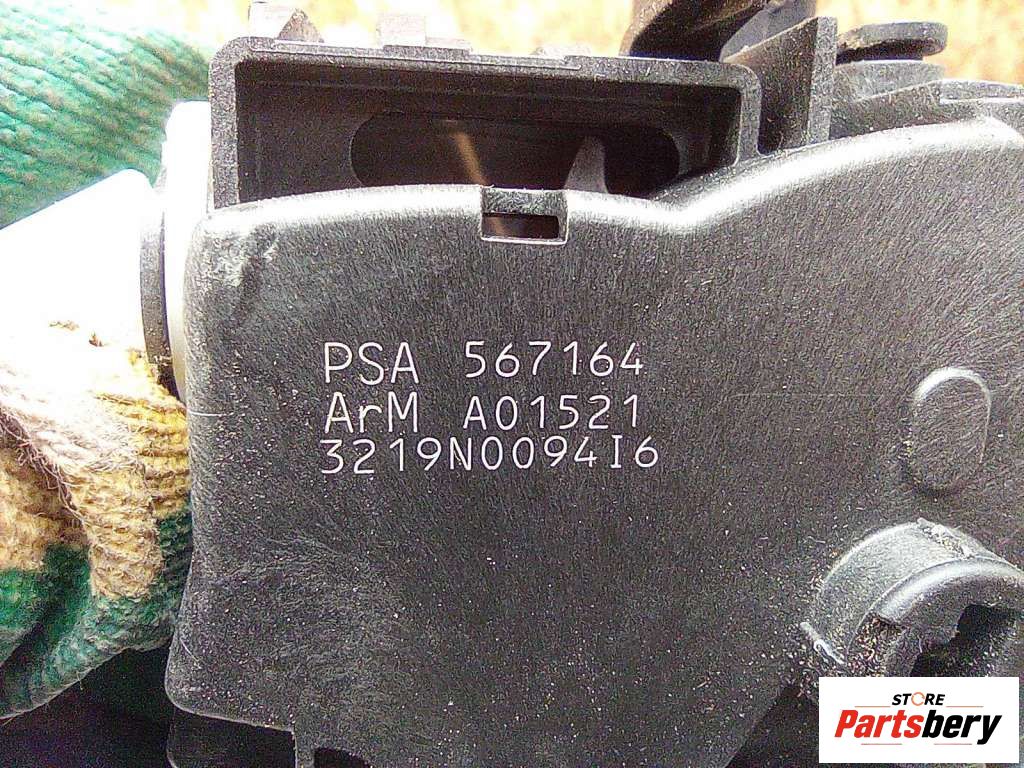 PSA 567164
ArM A01521
3219N0094I6
STORE
Partsbery